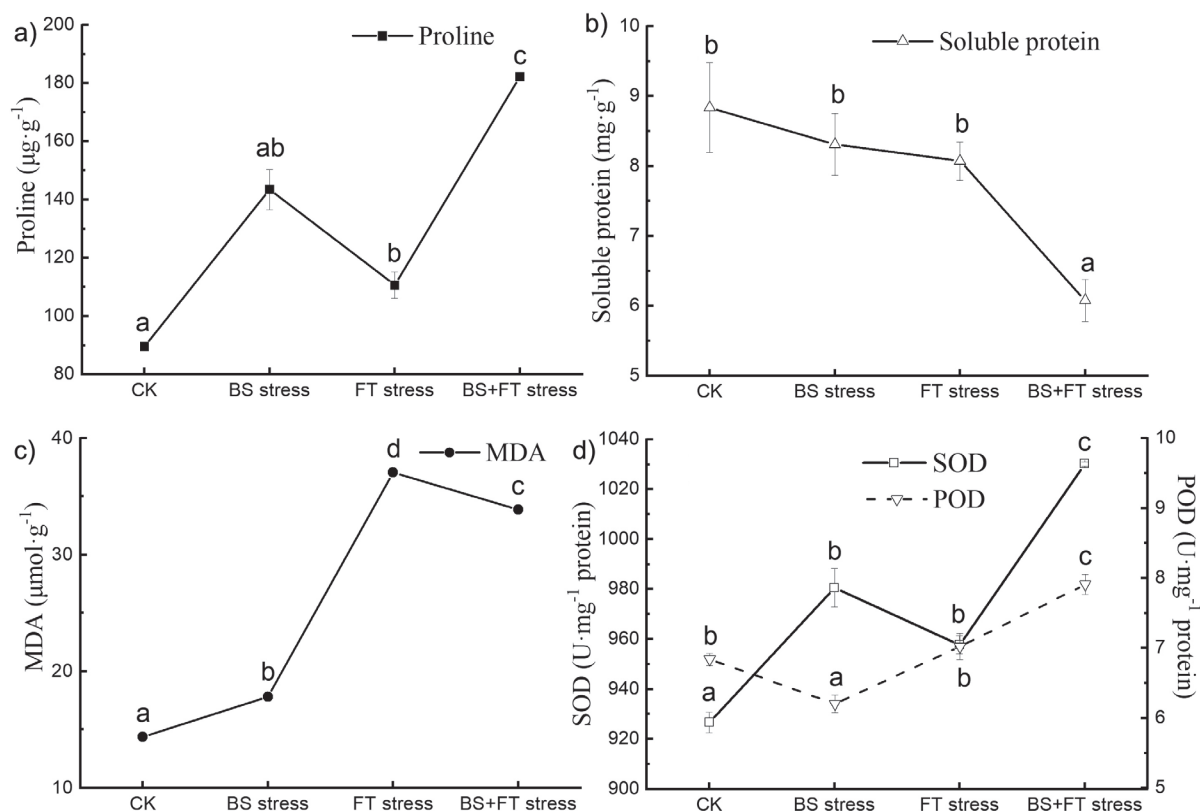 a)
Proline
Proline (µg·g⁻¹)
200
180
160
140
120
100
80
a
ab
b
c
CK
BS stress
FT stress
BS+FT stress
b)
Soluble protein
Soluble protein (mg·g⁻¹)
10
9
8
7
6
5
b
b
b
a
CK
BS stress
FT stress
BS+FT stress
c)
MDA
MDA (µmol·g⁻¹)
40
30
20
10
a
b
d
c
CK
BS stress
FT stress
BS+FT stress
d)
SOD
POD
SOD (U·mg⁻¹ protein)
1040
1020
1000
980
960
940
920
900
POD (U·mg⁻¹ protein)
10
9
8
7
6
5
b
a
b
a
b
b
c
c
CK
BS stress
FT stress
BS+FT stress